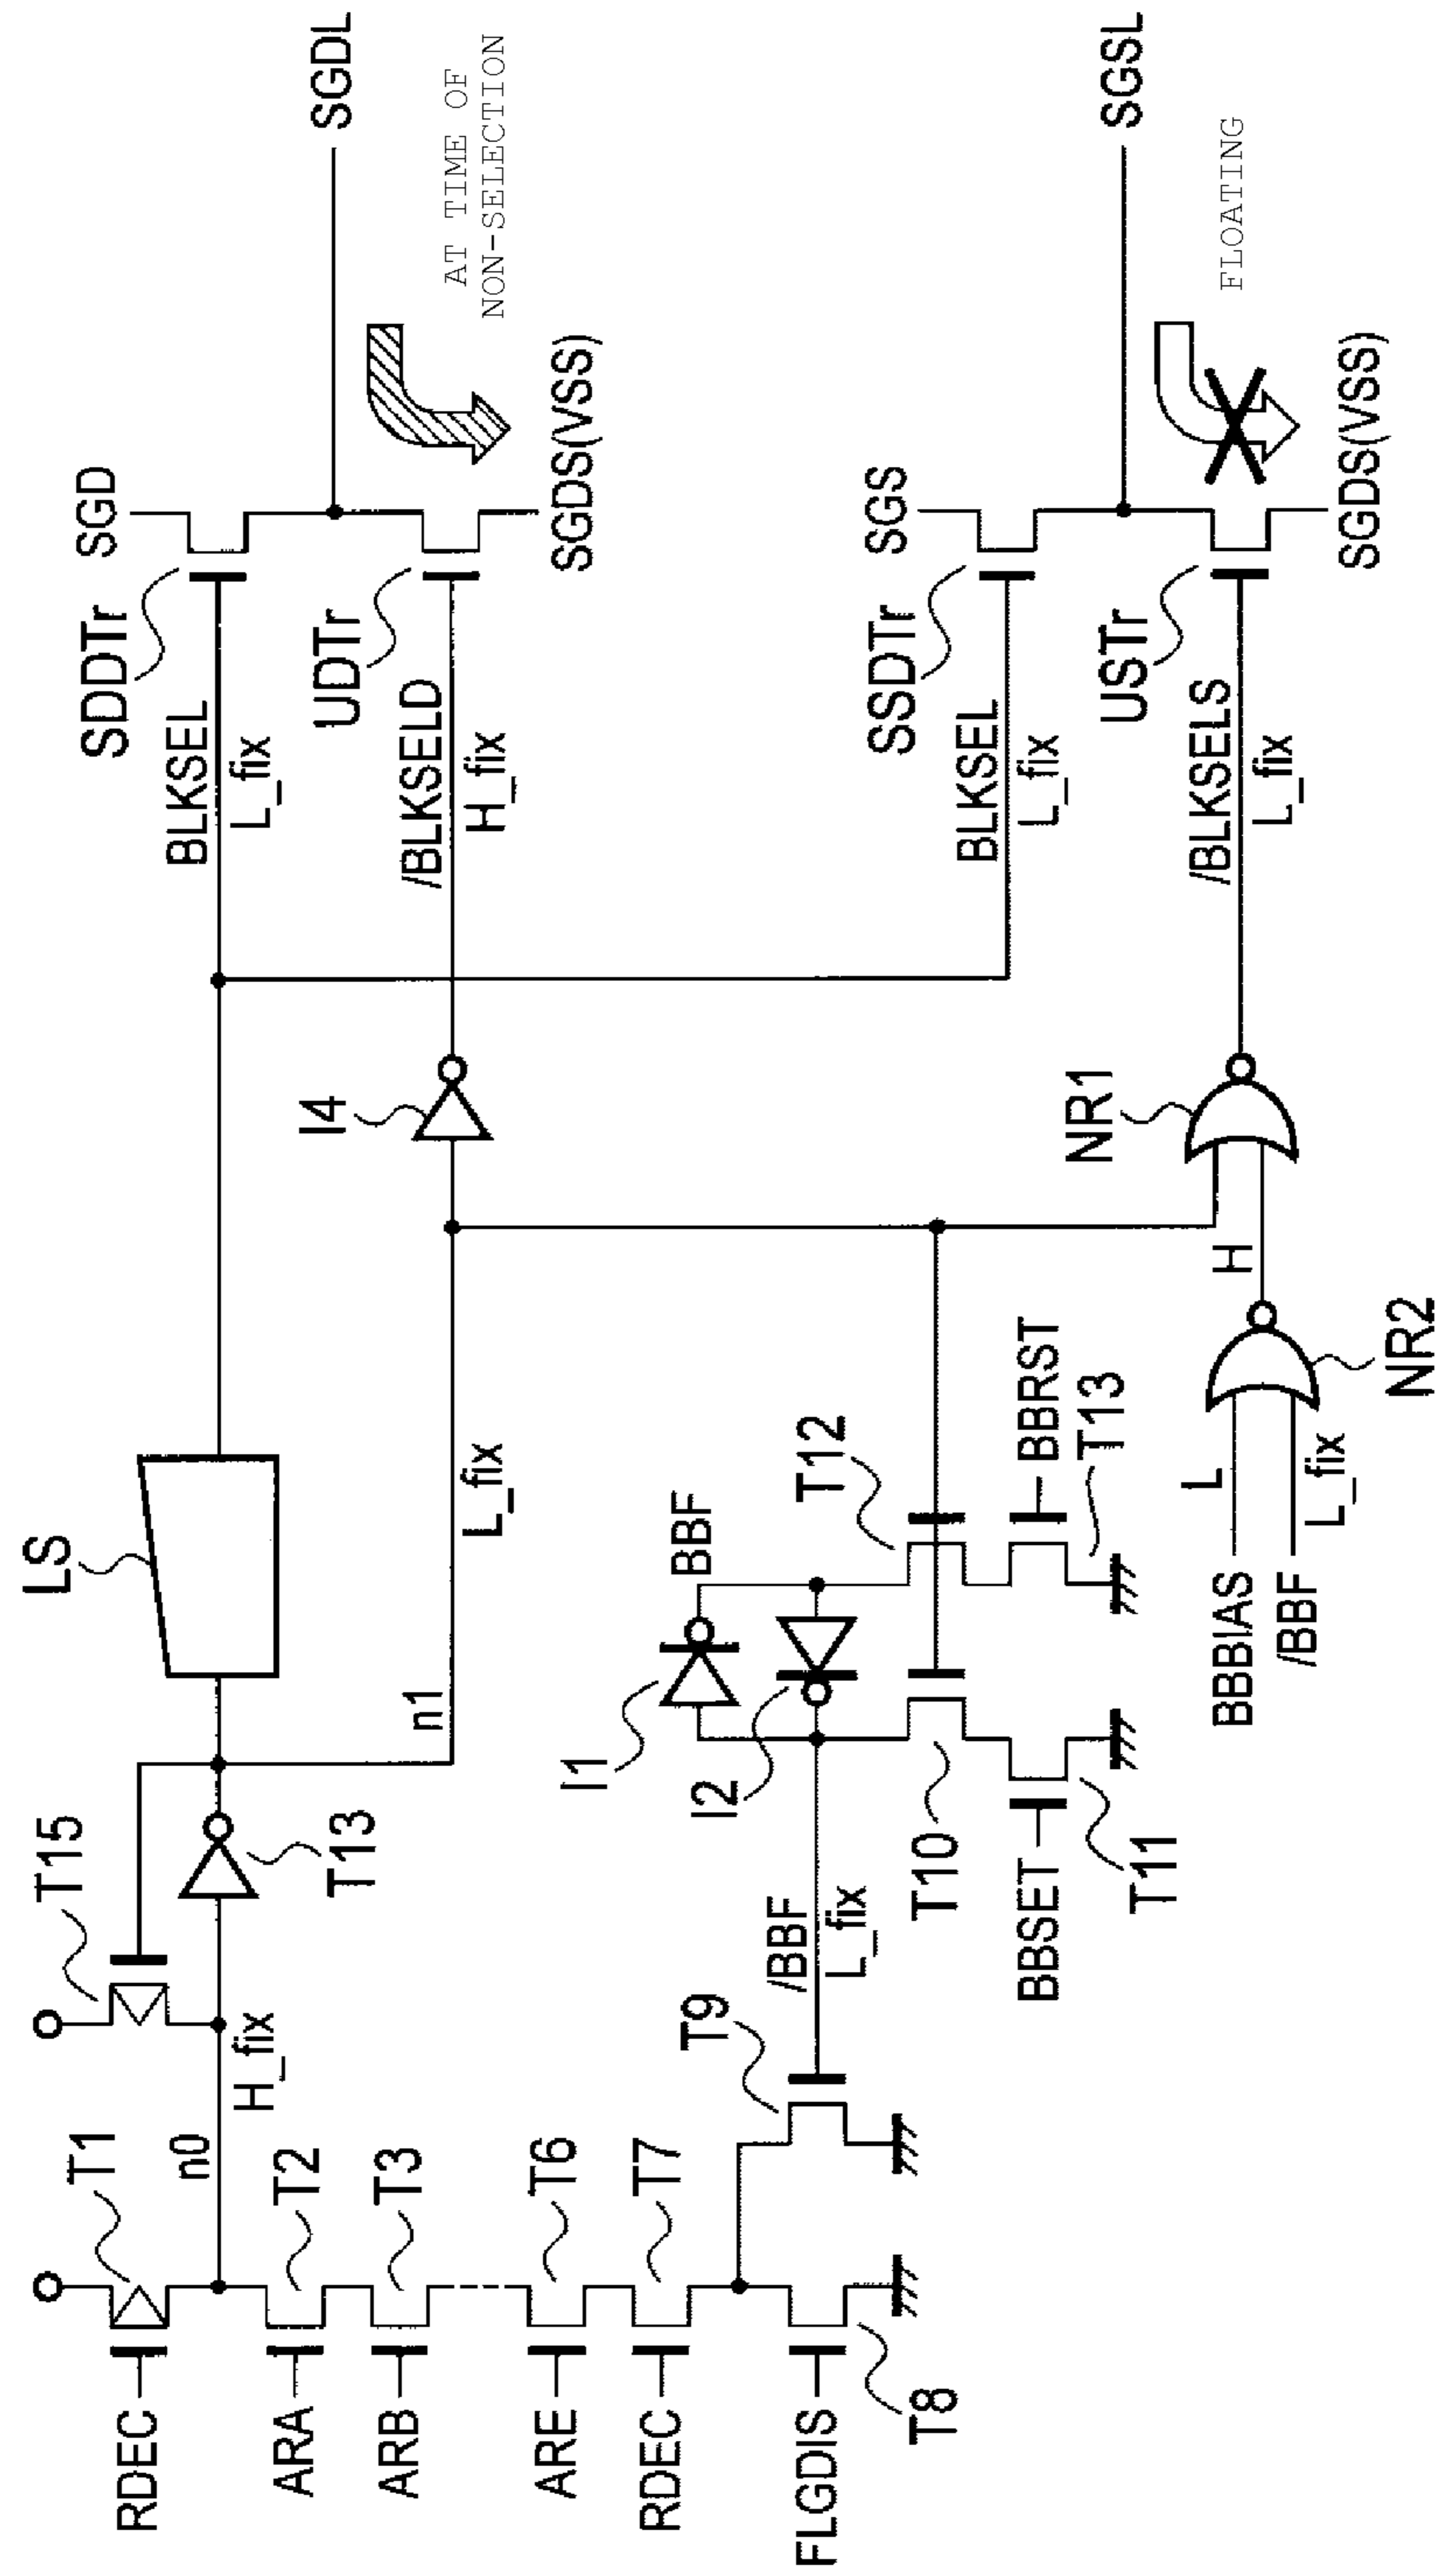 RDEC
T1
n0
H_fix
T15
T13
LS
n1
L_fix
BLKSEL
L_fix
SDDTr
SGD
SGDL
I4
/BLKSELD
H_fix
UDTr
SGDS(VSS)
AT TIME OF
NON-SELECTION
ARA
T2
ARB
T3
ARE
T6
RDEC
T7
FLGDIS
T8
T9
/BBF
L_fix
I1
I2
BBF
T10
T12
BBSET
T11
BBRST
T13
BLKSEL
L_fix
SSDTr
SGS
SGSL
BBBIAS
L
/BBF
L_fix
NR2
H
NR1
/BLKSELS
L_fix
USTr
SGDS(VSS)
FLOATING